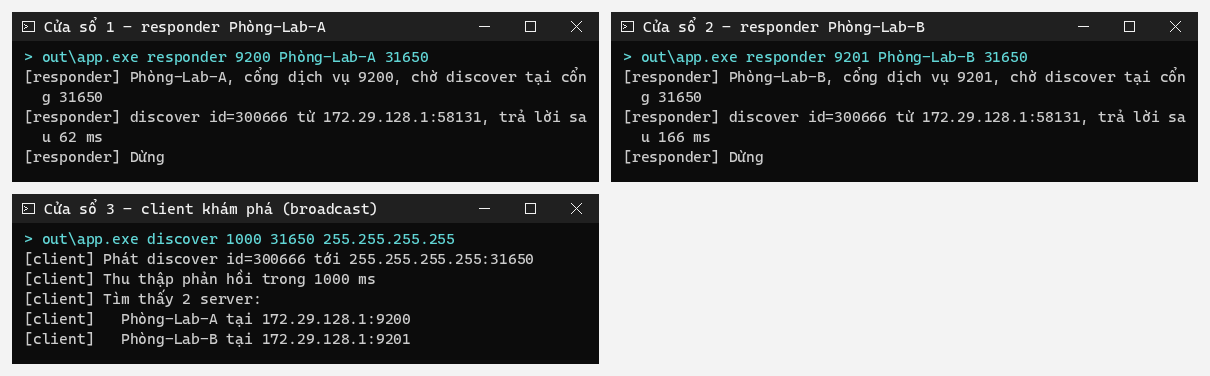 Cửa sổ 1 – responder Phòng-Lab-A
> out\app.exe responder 9200 Phòng-Lab-A 31650
[responder] Phòng-Lab-A, cổng dịch vụ 9200, chờ discover tại cổn
g 31650
[responder] discover id=300666 từ 172.29.128.1:58131, trả lời sa
u 62 ms
[responder] Dừng
Cửa sổ 2 – responder Phòng-Lab-B
> out\app.exe responder 9201 Phòng-Lab-B 31650
[responder] Phòng-Lab-B, cổng dịch vụ 9201, chờ discover tại cổn
g 31650
[responder] discover id=300666 từ 172.29.128.1:58131, trả lời sa
u 166 ms
[responder] Dừng
Cửa sổ 3 – client khám phá (broadcast)
> out\app.exe discover 1000 31650 255.255.255.255
[client] Phát discover id=300666 tới 255.255.255.255:31650
[client] Thu thập phản hồi trong 1000 ms
[client] Tìm thấy 2 server:
[client]   Phòng-Lab-A tại 172.29.128.1:9200
[client]   Phòng-Lab-B tại 172.29.128.1:9201